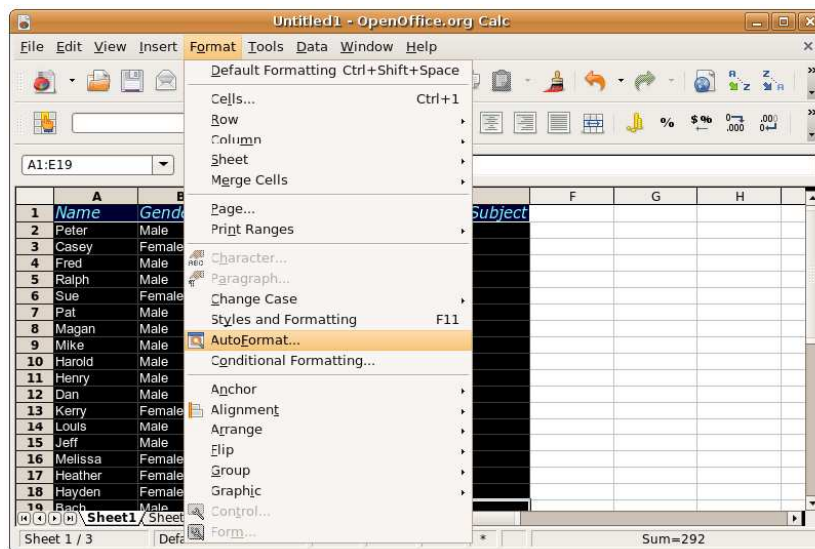 Untitled1 - OpenOffice.org Calc
File Edit View Insert Format Tools Data Window Help
Default Formatting Ctrl+Shift+Space
Cells... Ctrl+1
Row
Column
Sheet
Merge Cells
Page...
Print Ranges
Character...
Paragraph...
Change Case
Styles and Formatting F11
AutoFormat...
Conditional Formatting...
Anchor
Alignment
Arrange
Flip
Group
Graphic
Control...
Form...
A1:E19
A F G H
1 Name Subject
2 Peter Male
3 Casey Female
4 Fred Male
5 Ralph Male
6 Sue Female
7 Pat Male
8 Magan Male
9 Mike Male
10 Harold Male
11 Henry Male
12 Dan Male
13 Kerry Female
14 Louis Male
15 Jeff Male
16 Melissa Female
17 Heather Female
18 Hayden Female
19 Bach Male
Sheet1 Sheet
Sheet 1 / 3 Defa * Sum=292